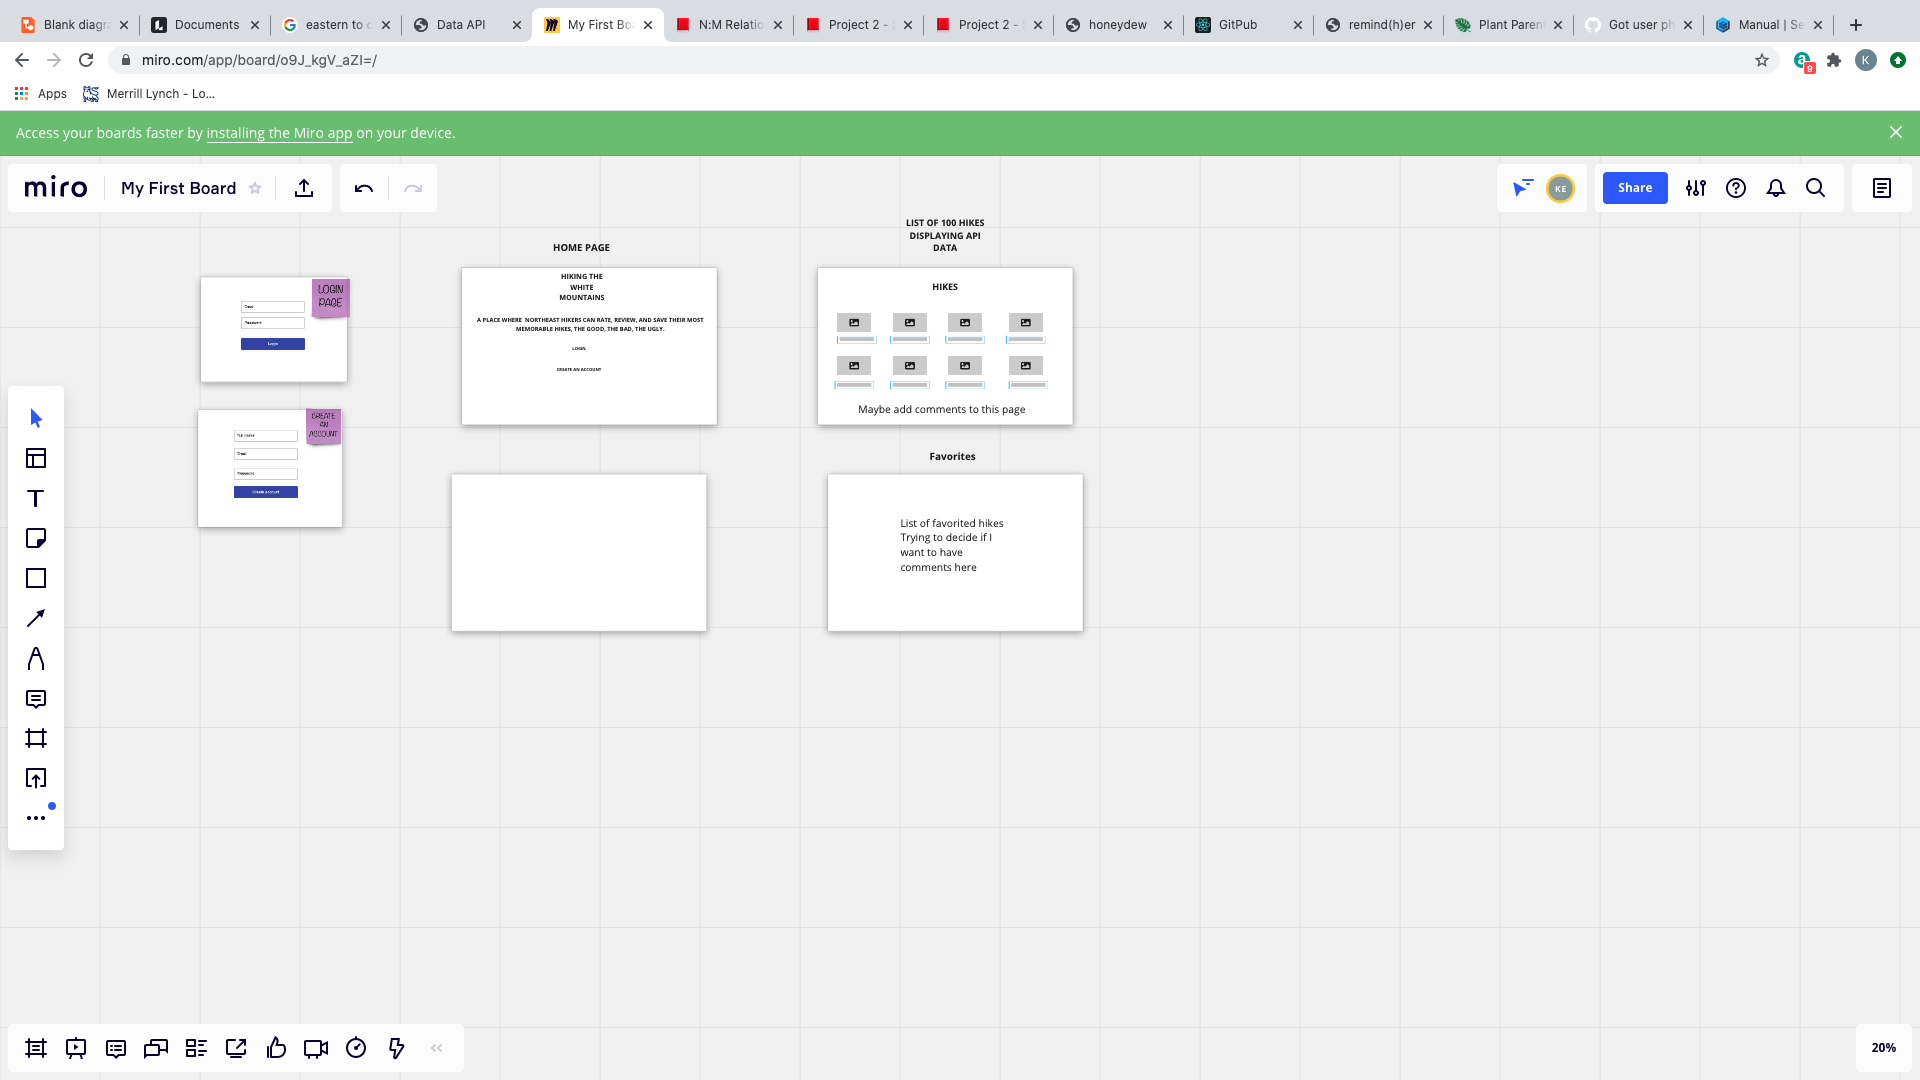 Blank diagr
Documents
eastern to c
Data API
My First Bo
N:M Relatio
Project 2 -
Project 2 -
honeydew
GitPub
remind(h)er
Plant Paren
Got user ph
Manual | Se
miro.com/app/board/o9J_kgV_aZI=/
9
K
Apps
Merrill Lynch - Lo...
Access your boards faster by installing the Miro app on your device.
miro
My First Board
KE
Share
LIST OF 100 HIKES
DISPLAYING API
DATA
HOME PAGE
LOGIN
PAGE
Email
Password
Login
HIKING THE
WHITE
MOUNTAINS
A PLACE WHERE NORTHEAST HIKERS CAN RATE, REVIEW, AND SAVE THEIR MOST
MEMORABLE HIKES, THE GOOD, THE BAD, THE UGLY.
LOGIN
CREATE AN ACCOUNT
HIKES
Maybe add comments to this page
CREATE
AN
ACCOUNT
Email
Password
Create account
Favorites
List of favorited hikes
Trying to decide if I
want to have
comments here
20%